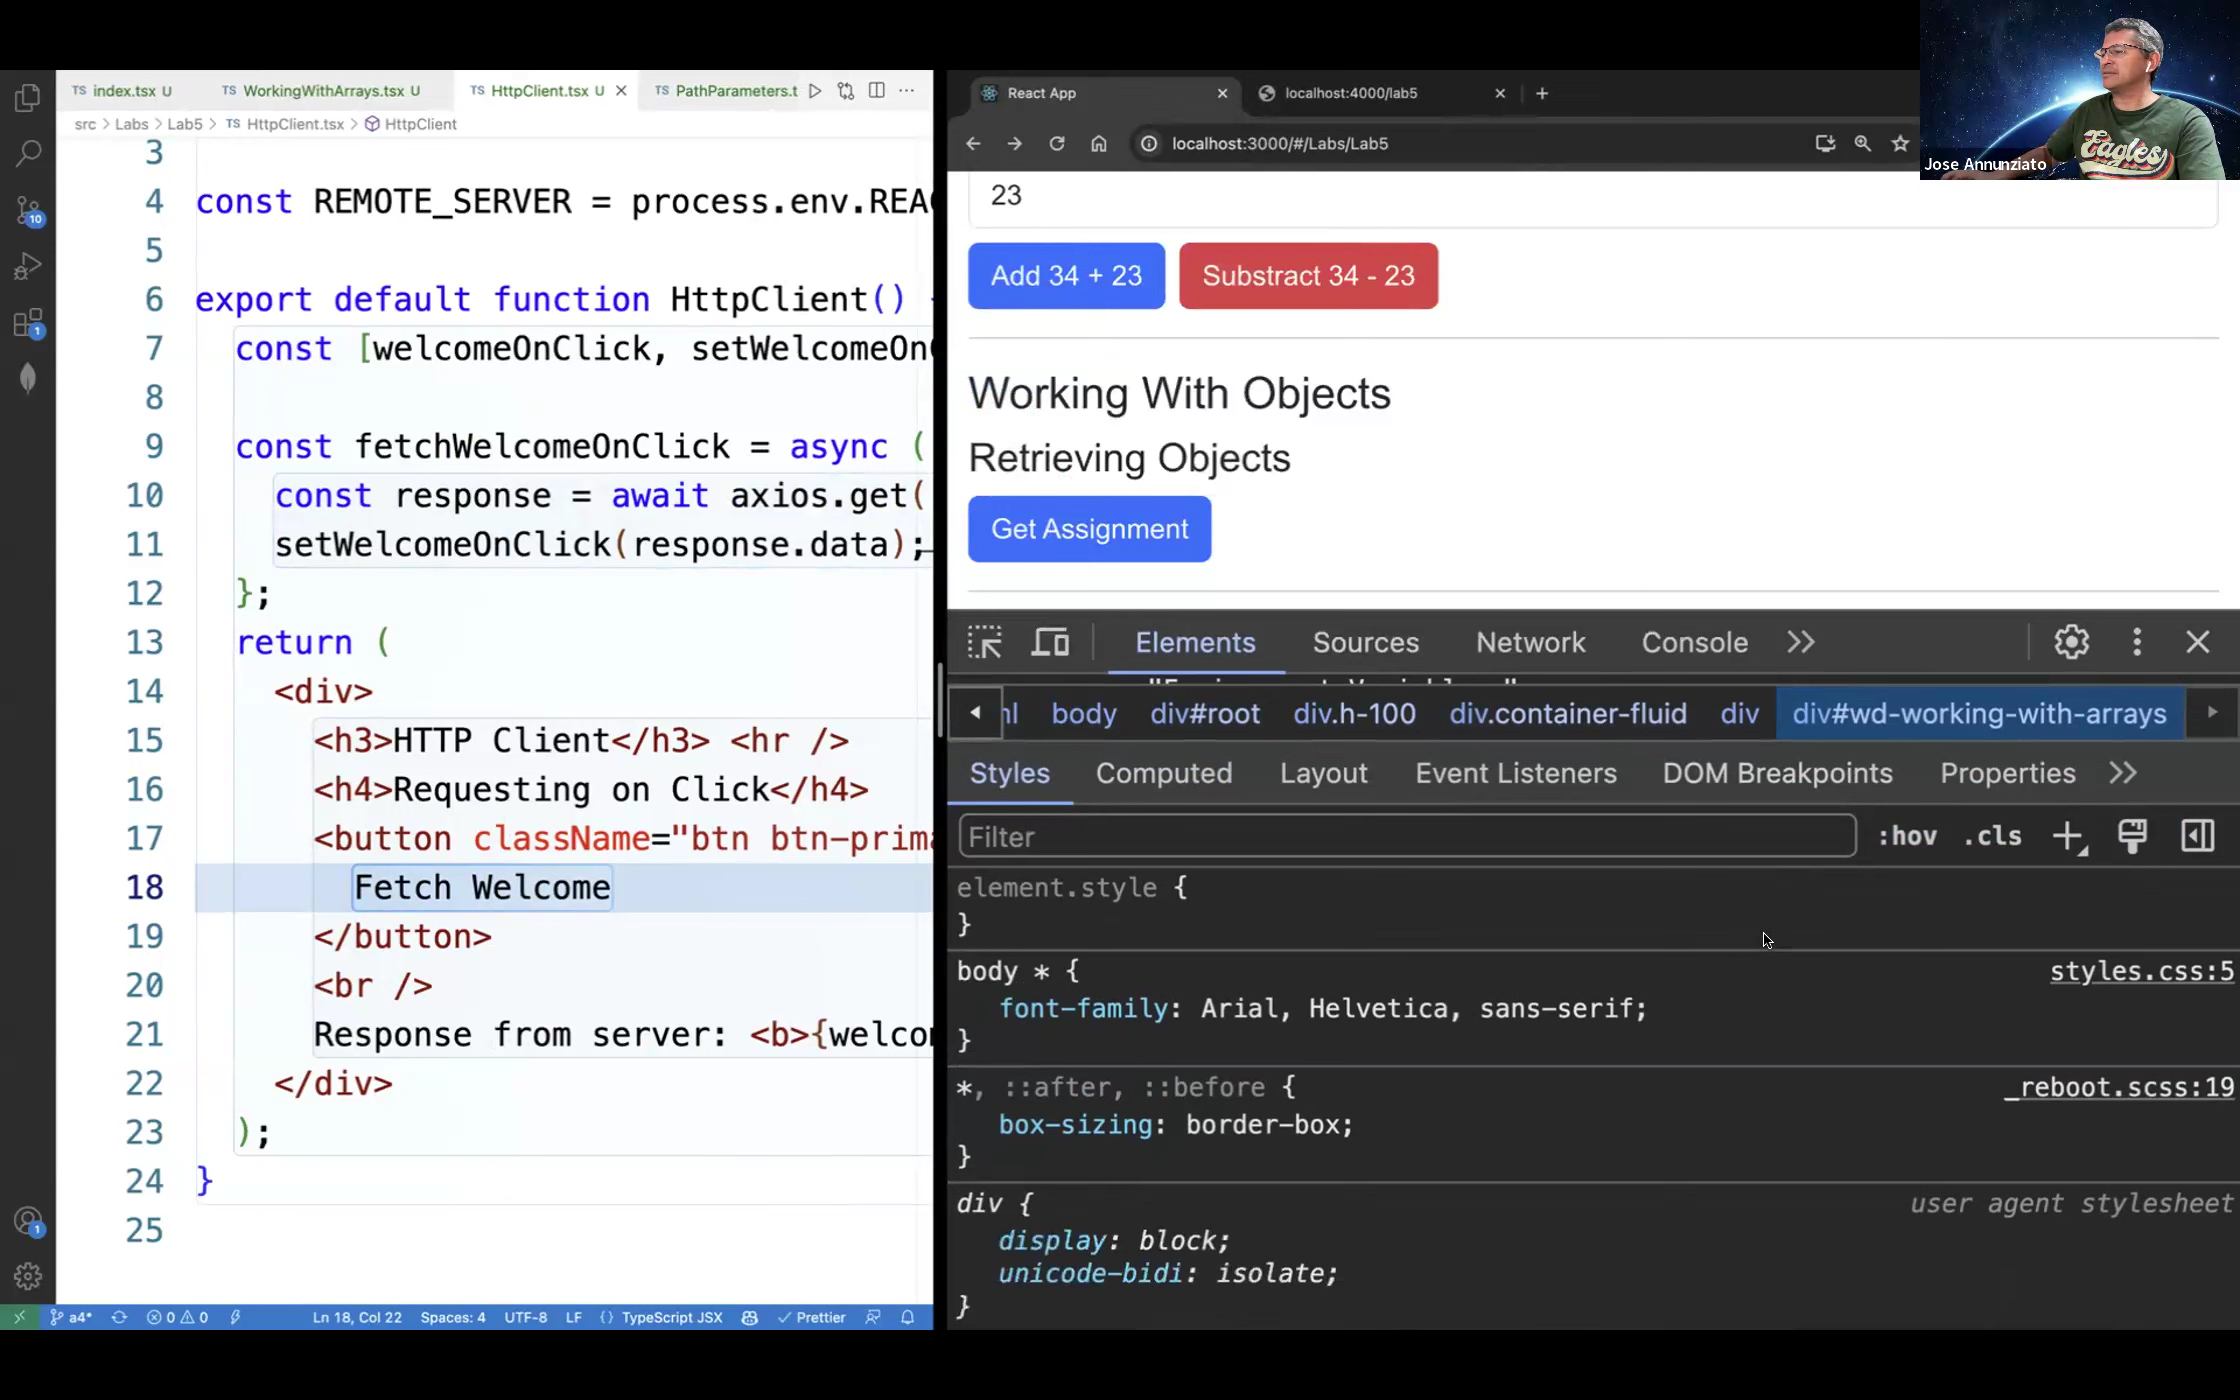 index.tsx U
WorkingWithArrays.tsx U
HttpClient.tsx U
PathParameters.t
src > Labs > Lab5 > HttpClient.tsx > HttpClient
3
4 const REMOTE_SERVER = process.env.REAC
5
6 export default function HttpClient()
7 const [welcomeOnClick, setWelcomeOn
8
9 const fetchWelcomeOnClick = async (
10 const response = await axios.get(
11 setWelcomeOnClick(response.data);
12 };
13 return (
14 <div>
15 <h3>HTTP Client</h3> <hr />
16 <h4>Requesting on Click</h4>
17 <button className="btn btn-prima
18 Fetch Welcome
19 </button>
20 <br />
21 Response from server: <b>{welco
22 </div>
23 );
24 }
25
10
1
1
a4*
0 0
Ln 18, Col 22
Spaces: 4
UTF-8
LF
{} TypeScript JSX
Prettier
React App
localhost:4000/lab5
localhost:3000/#/Labs/Lab5
Jose Annunziato
Eagles
23
Add 34 + 23
Substract 34 - 23
Working With Objects
Retrieving Objects
Get Assignment
Elements
Sources
Network
Console
body
div#root
div.h-100
div.container-fluid
div
div#wd-working-with-arrays
Styles
Computed
Layout
Event Listeners
DOM Breakpoints
Properties
Filter
:hov .cls
element.style {
}
body * {
styles.css:5
font-family: Arial, Helvetica, sans-serif;
}
*, ::after, ::before {
_reboot.scss:19
box-sizing: border-box;
}
div {
user agent stylesheet
display: block;
unicode-bidi: isolate;
}